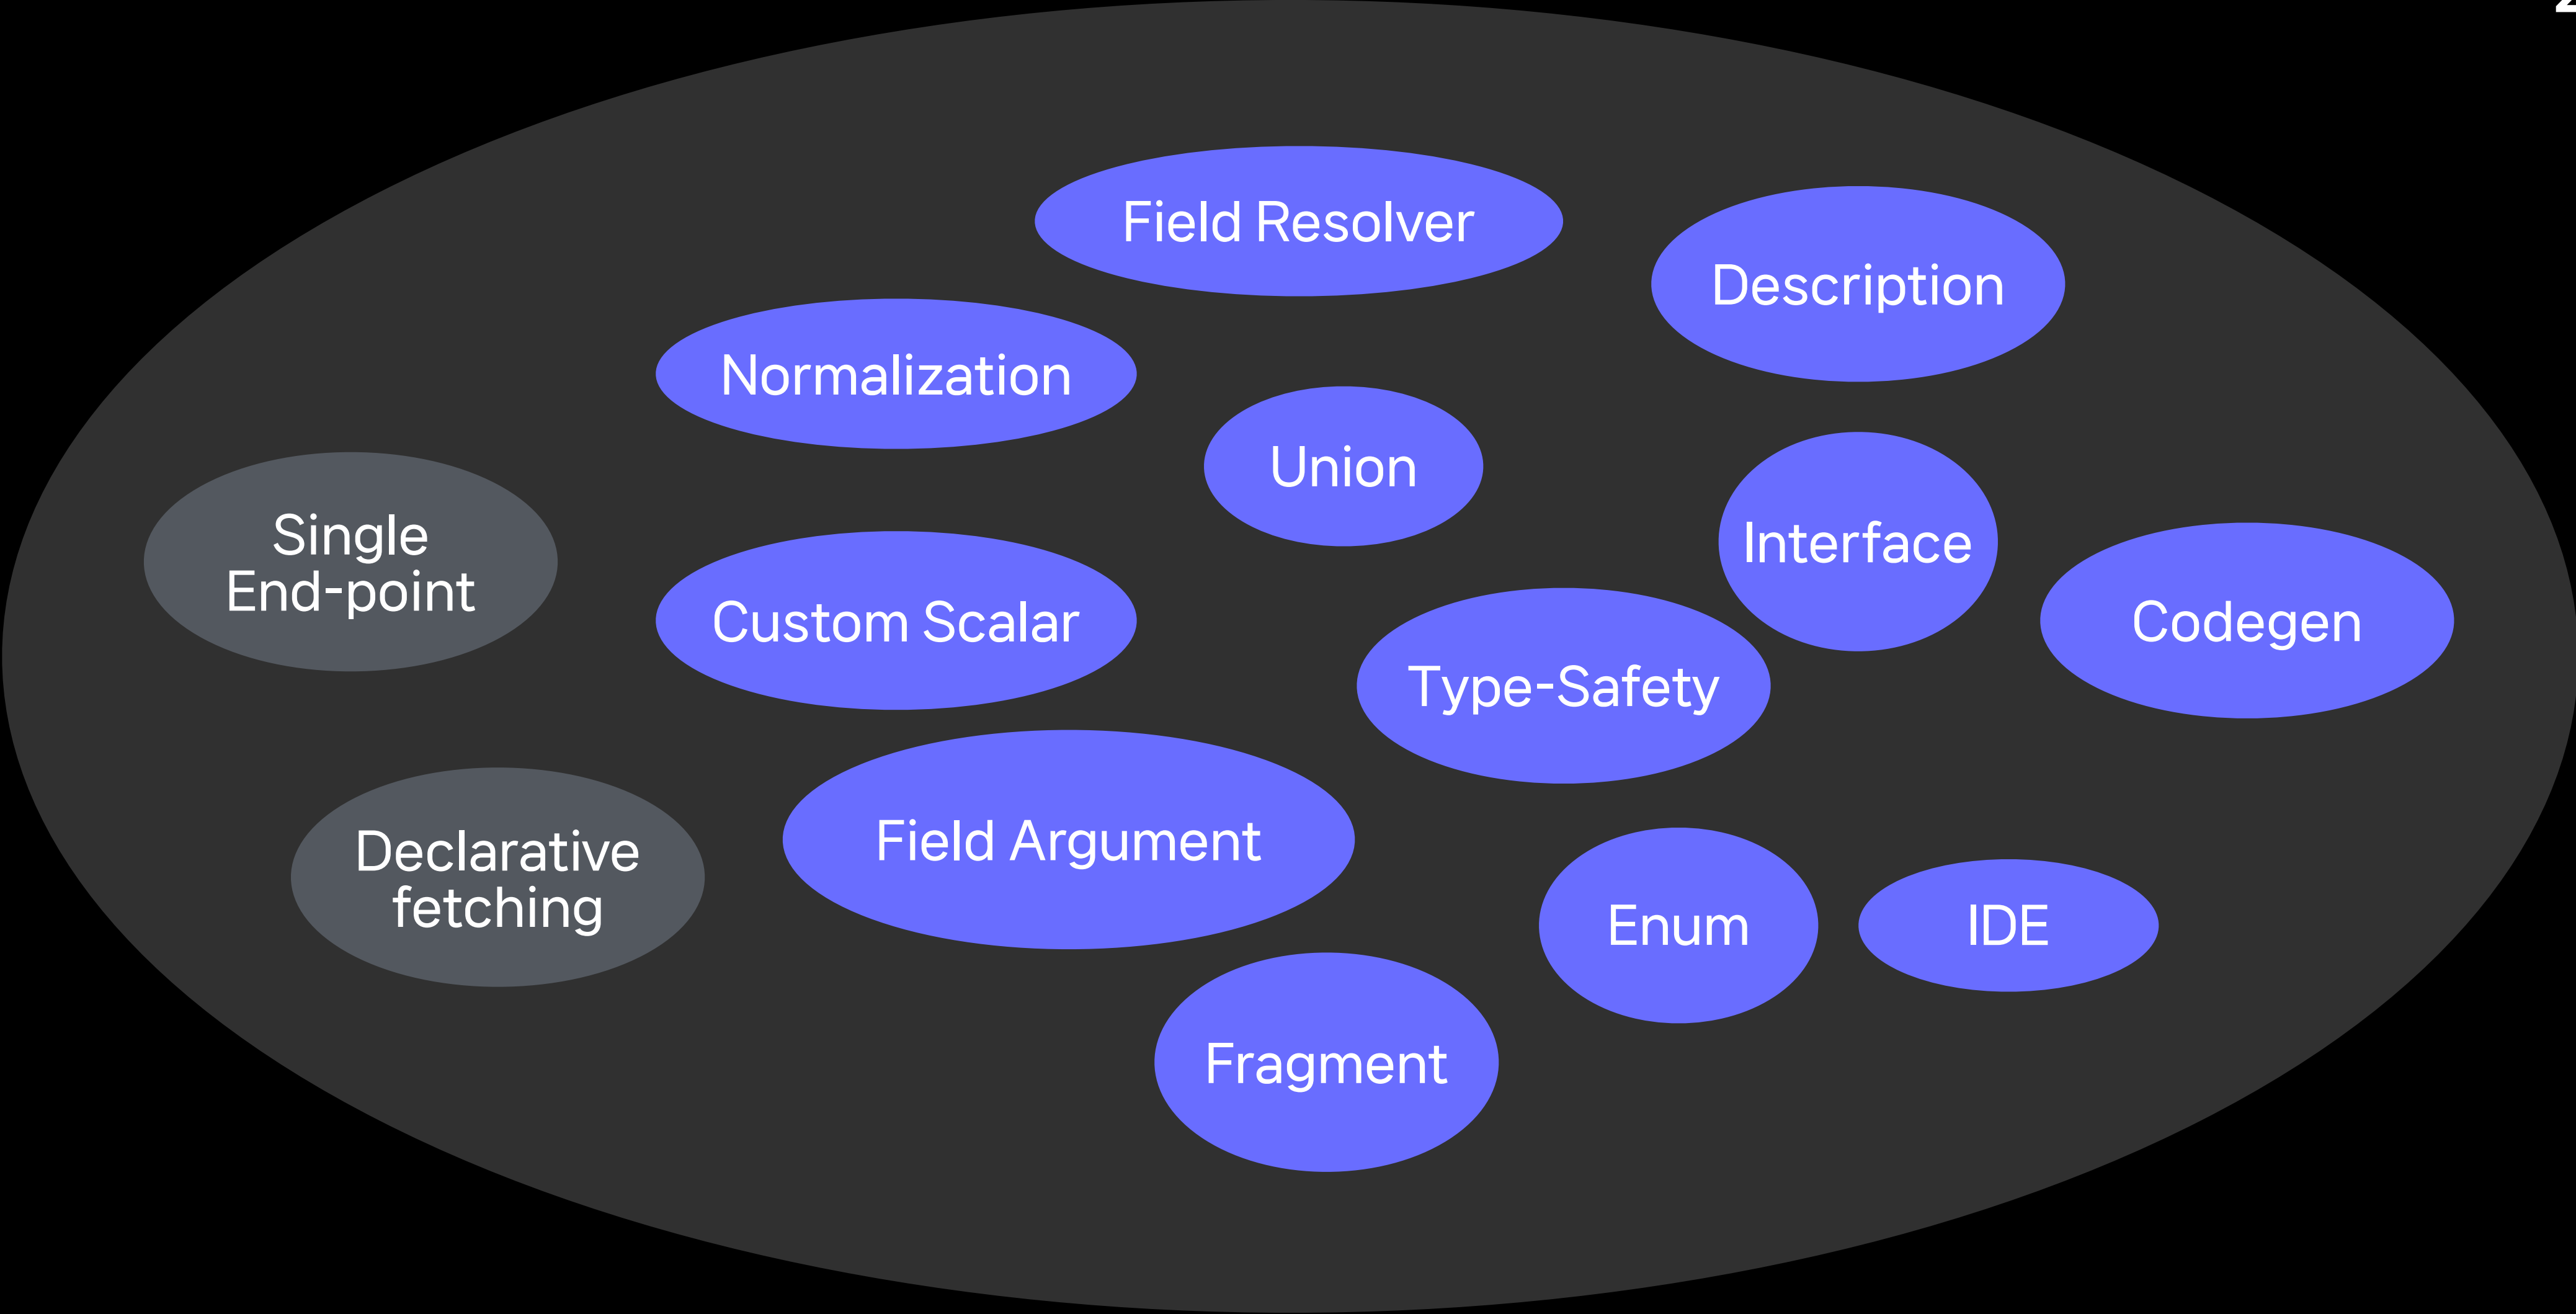 Field Resolver
Description
Normalization
Union
Single
End-point
Interface
Custom Scalar
Codegen
Type-Safety
Declarative
fetching
Field Argument
Enum
IDE
Fragment